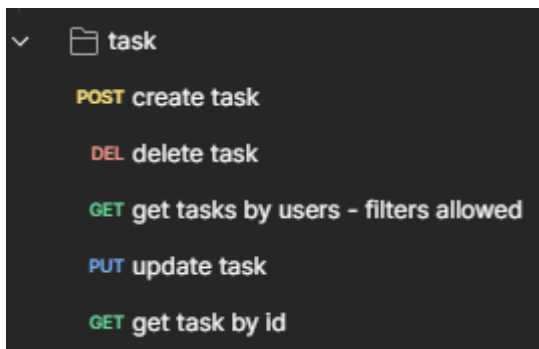 task
POST create task
DEL delete task
GET get tasks by users - filters allowed
PUT update task
GET get task by id